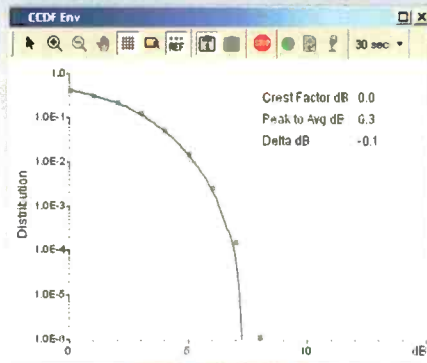 CCDF Env
REF
STOP
30 sec
1.0
Crest Factor dB 0.0
1.0E-1
Peak to Avg dB 6.3
Delta dB -0.1
1.0E-2
Distribution
1.0E-3
1.0E-4
1.0E-5
1.0E-6
0 5 10 dB